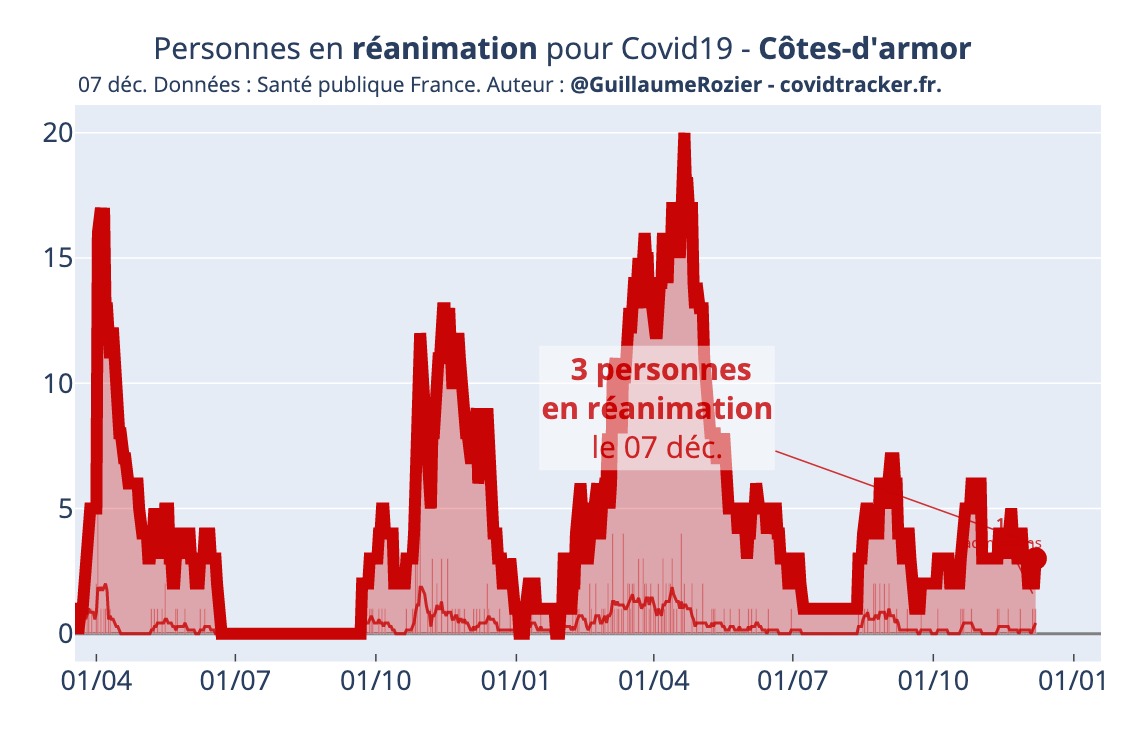 Personnes en réanimation pour Covid19 - Côtes-d'armor
07 déc. Données : Santé publique France. Auteur : @GuillaumeRozier - covidtracker.fr.
20
15
10
5
0
3 personnes
en réanimation
le 07 déc.
01/04
01/07
01/10
01/01
01/04
01/07
01/10
01/01